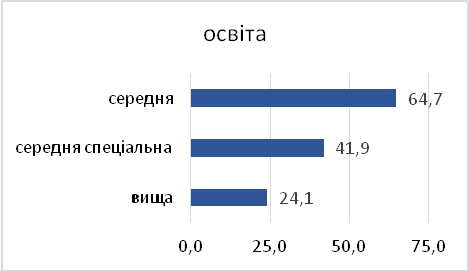 освіта
середня 64,7
середня спеціальна 41,9
вища 24,1
0,0 25,0 50,0 75,0